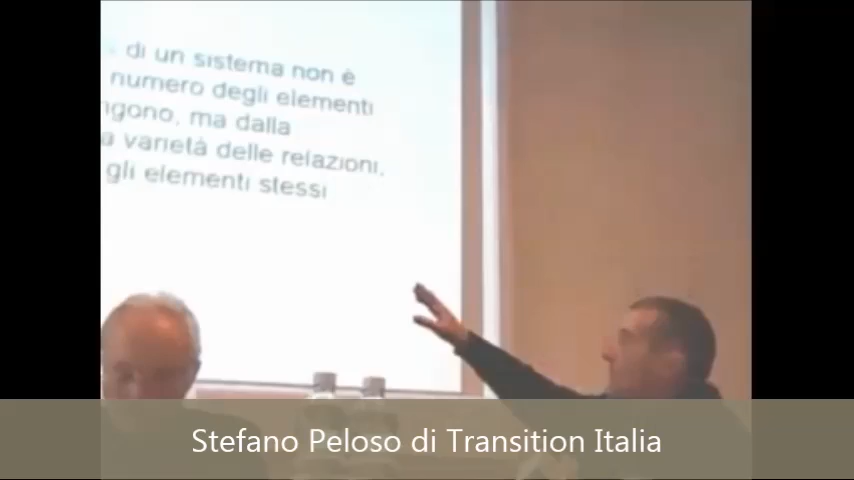 di un sistema non è
numero degli elementi
ngono, ma dalla
a varietà delle relazioni,
gli elementi stessi
Stefano Peloso di Transition Italia